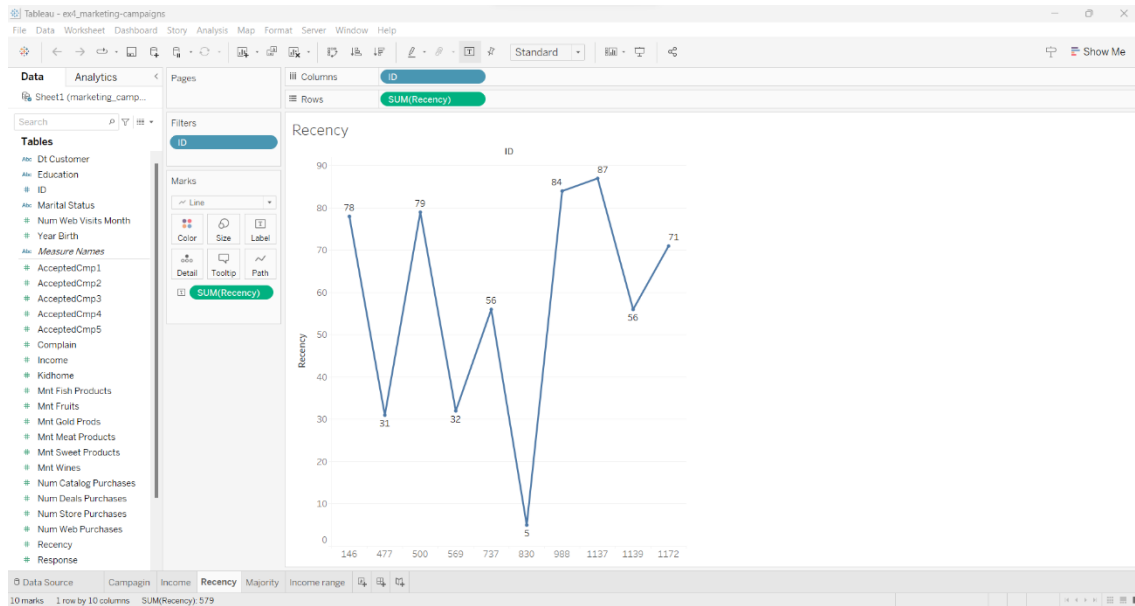 Tableau - ex4_marketing-campaigns
File Data Worksheet Dashboard Story Analysis Map Format Server Window Help
Standard
Show Me
Data Analytics
Sheet1 (marketing_camp...
Search
Tables
Abc Dt Customer
Abc Education
# ID
Abc Marital Status
# Num Web Visits Month
# Year Birth
Abc Measure Names
# AcceptedCmp1
# AcceptedCmp2
# AcceptedCmp3
# AcceptedCmp4
# AcceptedCmp5
# Complain
# Income
# Kidhome
# Mnt Fish Products
# Mnt Fruits
# Mnt Gold Prods
# Mnt Meat Products
# Mnt Sweet Products
# Mnt Wines
# Num Catalog Purchases
# Num Deals Purchases
# Num Store Purchases
# Num Web Purchases
# Recency
# Response
Pages
Filters
ID
Marks
Line
Color Size Label
Detail Tooltip Path
SUM(Recency)
Columns ID
Rows SUM(Recency)
Recency
ID
Recency
90
80
70
60
50
40
30
20
10
0
78
31
79
32
56
5
84
87
56
71
146 477 500 569 737 830 988 1137 1139 1172
Data Source Campagin Income Recency Majority Income range
10 marks 1 row by 10 columns SUM(Recency): 579